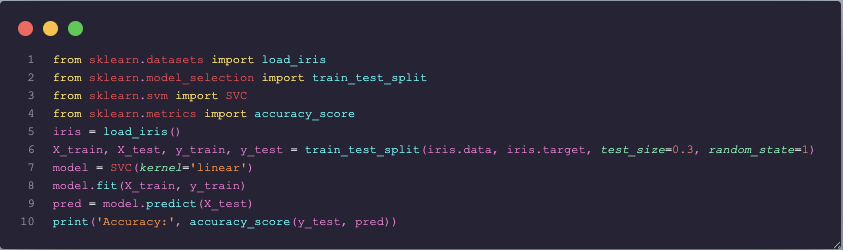 1 from sklearn.datasets import load_iris
2 from sklearn.model_selection import train_test_split
3 from sklearn.svm import SVC
4 from sklearn.metrics import accuracy_score
5 iris = load_iris()
6 X_train, X_test, y_train, y_test = train_test_split(iris.data, iris.target, test_size=0.3, random_state=1)
7 model = SVC(kernel='linear')
8 model.fit(X_train, y_train)
9 pred = model.predict(X_test)
10 print('Accuracy:', accuracy_score(y_test, pred))